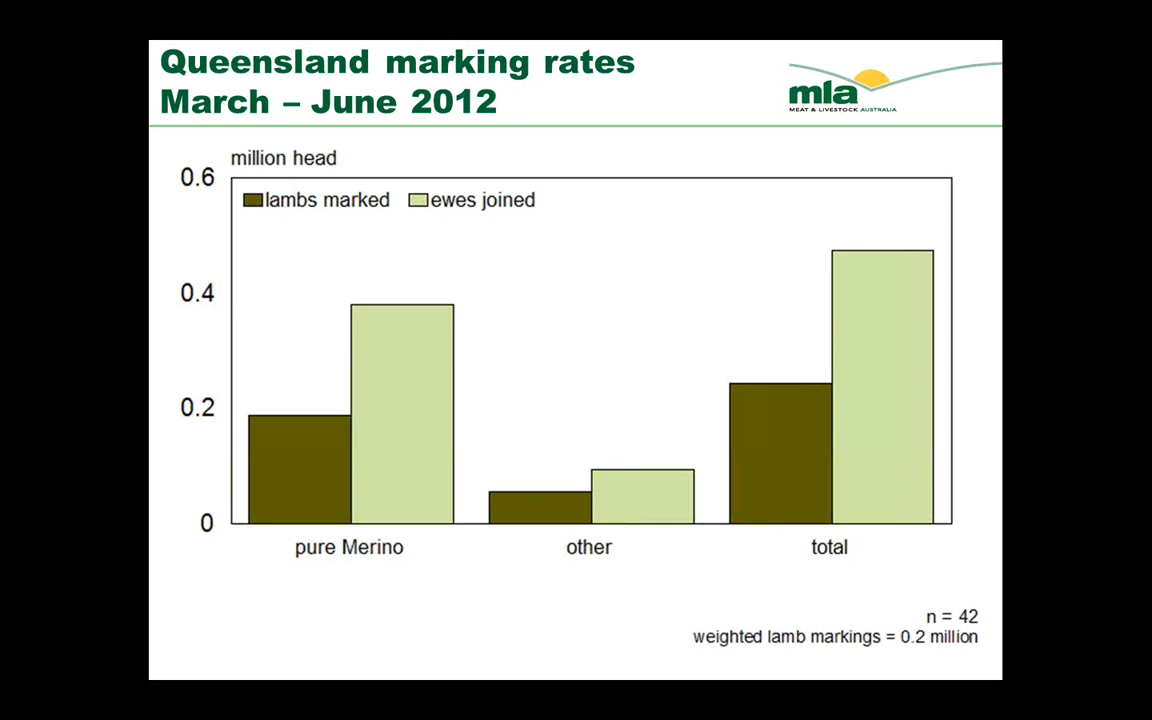 Queensland marking rates
March – June 2012
mla
MEAT & LIVESTOCK AUSTRALIA
million head
0.6
lambs marked ewes joined
0.4
0.2
0
pure Merino other total
n = 42
weighted lamb markings = 0.2 million